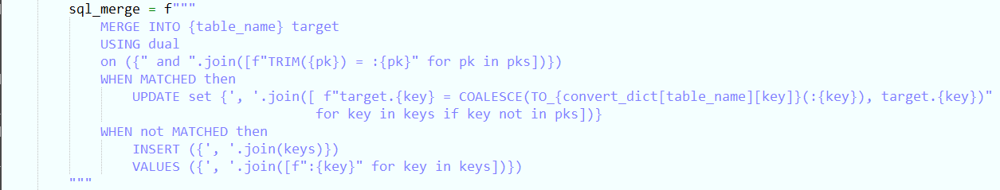 sql_merge = f"""
MERGE INTO {table_name} target
USING dual
on ({" and ".join([f"TRIM({pk}) = :{pk}" for pk in pks])})
WHEN MATCHED then
UPDATE set {', '.join([ f"target.{key} = COALESCE(TO_{convert_dict[table_name][key]}(:{key}), target.{key})"
for key in keys if key not in pks])}
WHEN not MATCHED then
INSERT ({', '.join(keys)})
VALUES ({', '.join([f":{key}" for key in keys])})
"""